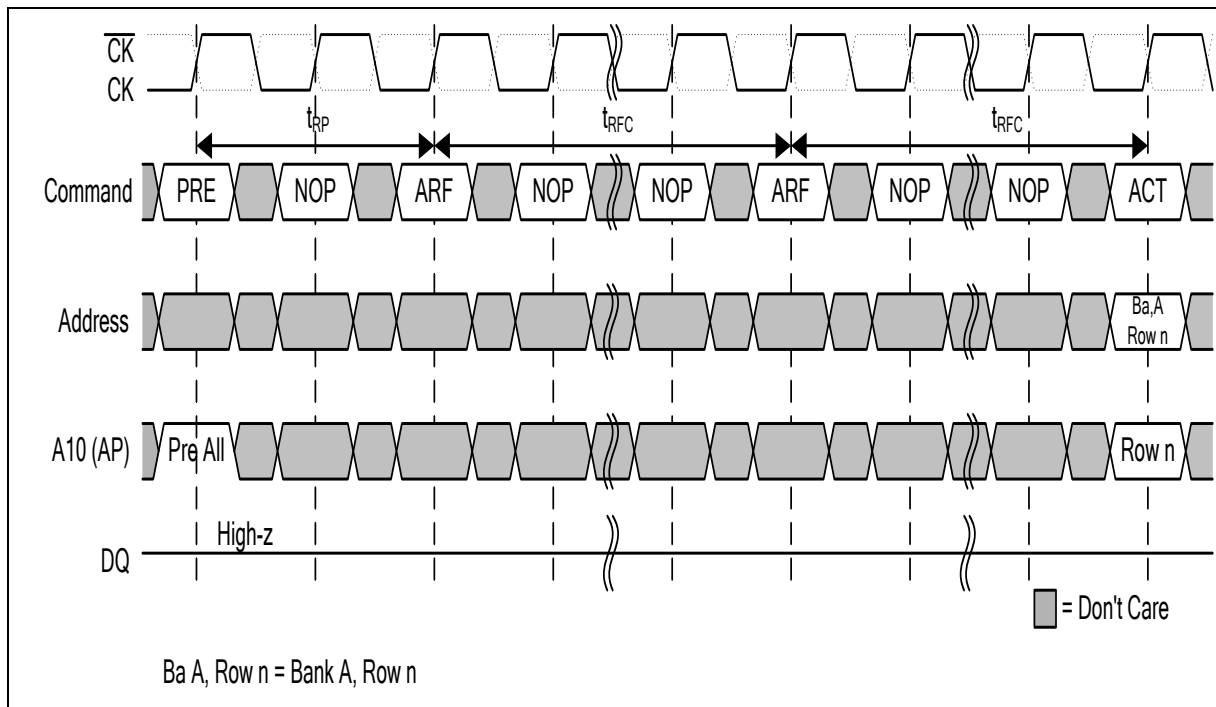 CK
CK
tRP tRFC tRFC
Command PRE NOP ARF NOP NOP ARF NOP NOP ACT
Address Ba,A
Row n
A10 (AP) Pre All Row n
High-z
DQ
= Don't Care
Ba A, Row n = Bank A, Row n